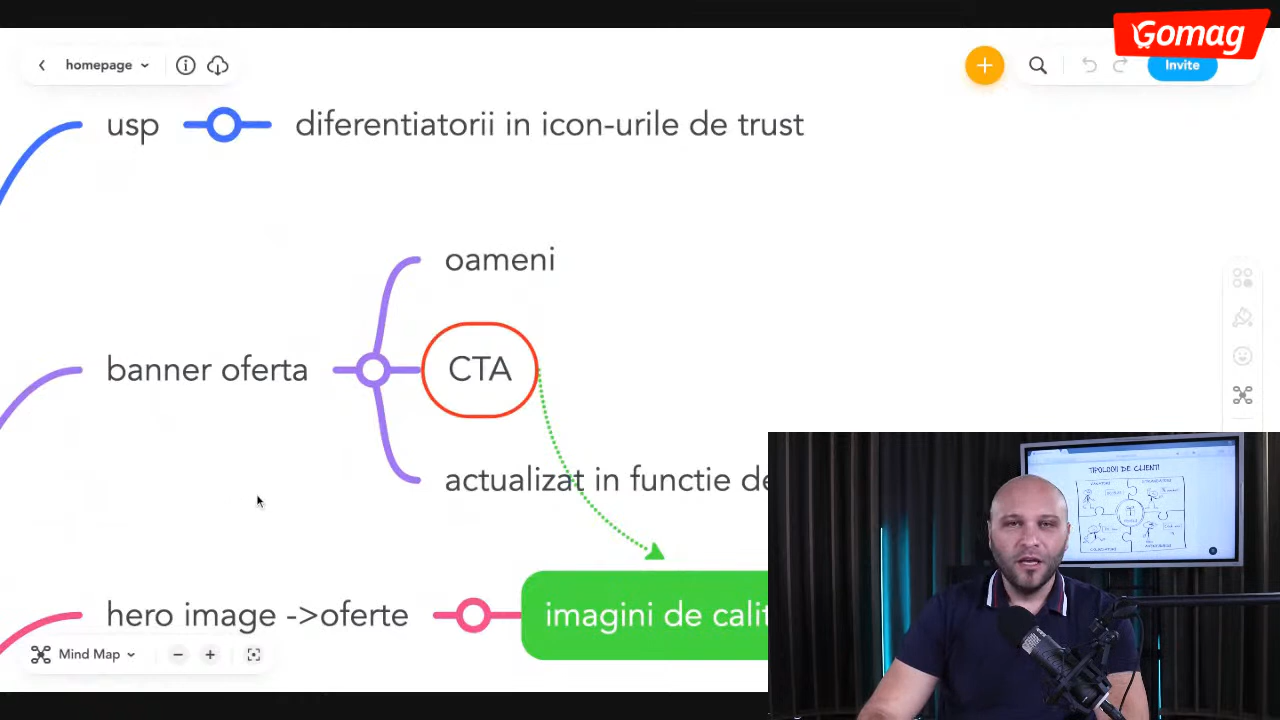 Gomag
homepage
Invite
usp
diferentiatorii in icon-urile de trust
oameni
banner oferta
CTA
actualizat in functie de
hero image ->oferte
imagini de calit
Mind Map
TIPOLOGII DE CLIENTI